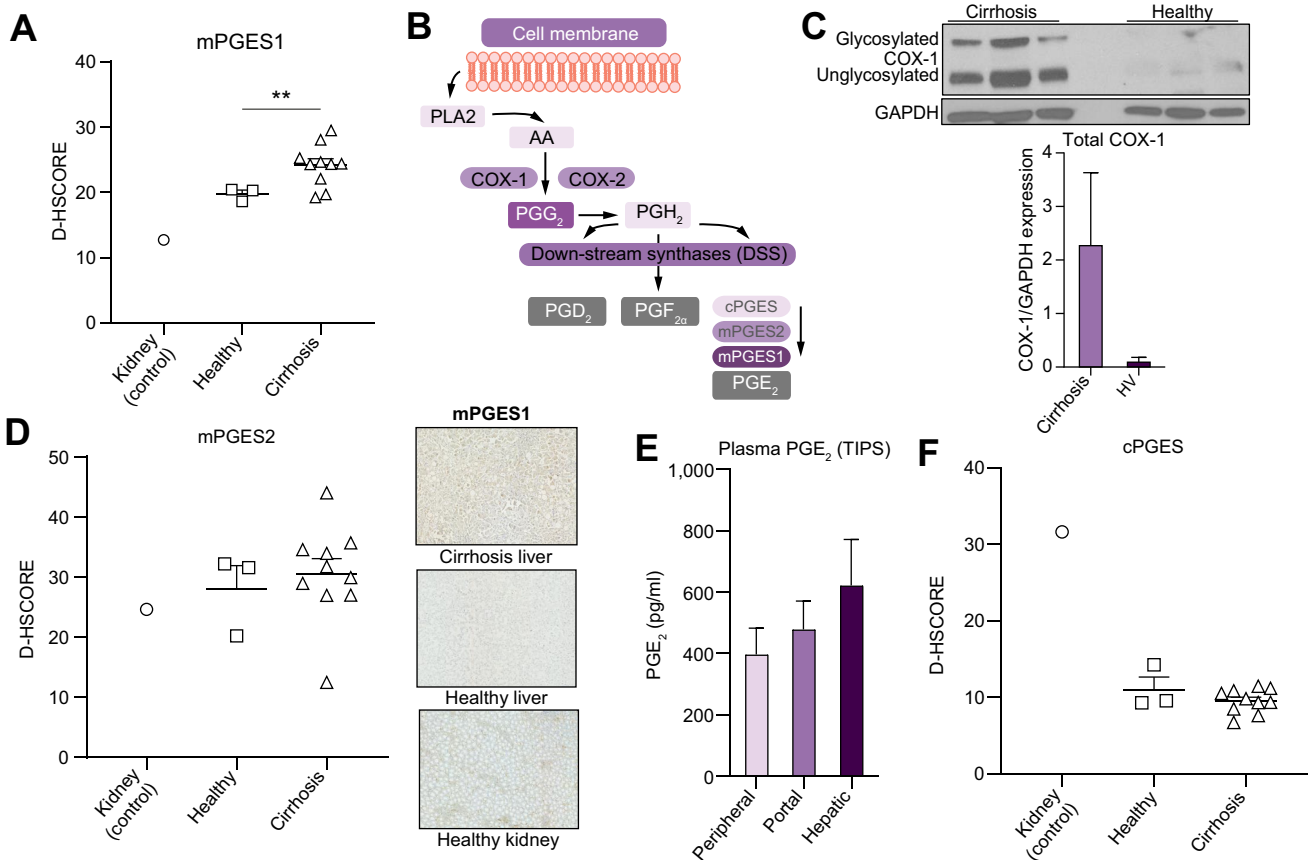 A
mPGES1
D-HSCORE
40
30
20
10
0
**
Kidney
(control)
Healthy
Cirrhosis
B
Cell membrane
PLA2
AA
COX-1
COX-2
PGG2
PGH2
Down-stream synthases (DSS)
PGD2
PGF2α
cPGES
mPGES2
mPGES1
PGE2
C
Cirrhosis
Healthy
Glycosylated
COX-1
Unglycosylated
GAPDH
Total COX-1
COX-1/GAPDH expression
4
3
2
1
0
Cirrhosis
HV
D
mPGES2
D-HSCORE
50
40
30
20
10
0
Kidney
(control)
Healthy
Cirrhosis
mPGES1
Cirrhosis liver
Healthy liver
Healthy kidney
E
Plasma PGE2 (TIPS)
PGE2 (pg/ml)
1,000
800
600
400
200
0
Peripheral
Portal
Hepatic
F
cPGES
D-HSCORE
40
30
20
10
0
Kidney
(control)
Healthy
Cirrhosis